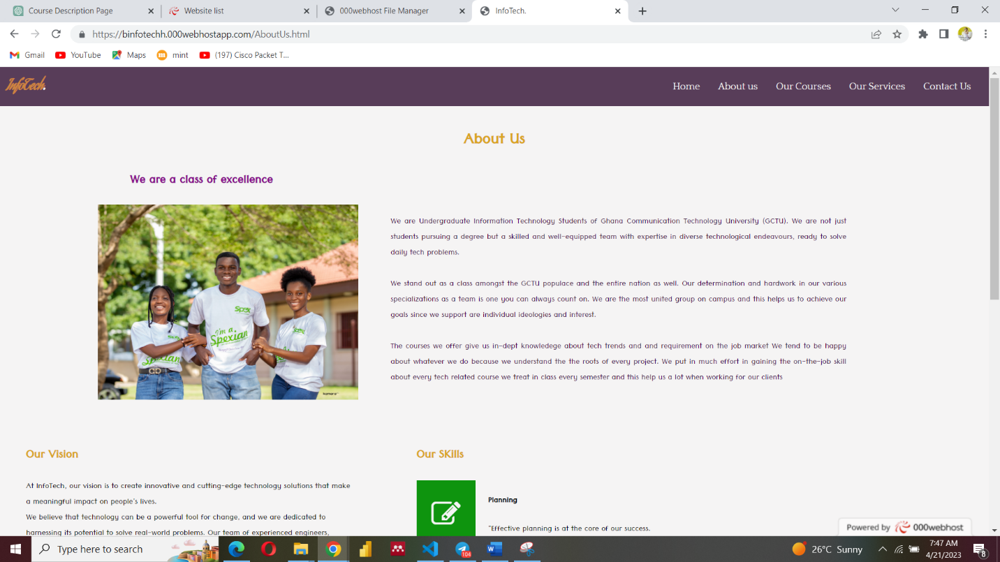 Course Description Page
Website list
000webhost File Manager
InfoTech.
https://binfotechh.000webhostapp.com/AboutUs.html
Gmail
YouTube
Maps
mint
(197) Cisco Packet T...
InfoTech.
Home
About us
Our Courses
Our Services
Contact Us
About Us
We are a class of excellence
Spex
I'm a
Spexian
kamara
We are Undergraduate Information Technology Students of Ghana Communication Technology University (GCTU). We are not just
students pursuing a degree but a skilled and well-equipped team with expertise in diverse technological endeavours, ready to solve
daily tech problems.
We stand out as a class amongst the GCTU populace and the entire nation as well. Our determination and hardwork in our various
specializations as a team is one you can always count on. We are the most united group on campus and this helps us to achieve our
goals since we support are individual ideologies and interest.
The courses we offer give us in-dept knowledege about tech trends and and requirement on the job market We tend to be happy
about whatever we do because we understand the the roots of every project. We put in much effort in gaining the on-the-job skill
about every tech related course we treat in class every semester and this help us a lot when working for our clients
Our Vision
At InfoTech, our vision is to create innovative and cutting-edge technology solutions that make
a meaningful impact on people's lives.
We believe that technology can be a powerful tool for change, and we are dedicated to
harnessing its potential to solve real-world problems. Our team of experienced engineers,
Our SKills
Planning
"Effective planning is at the core of our success.
Powered by 000webhost
Type here to search
104
26°C Sunny
7:47 AM
4/21/2023
8